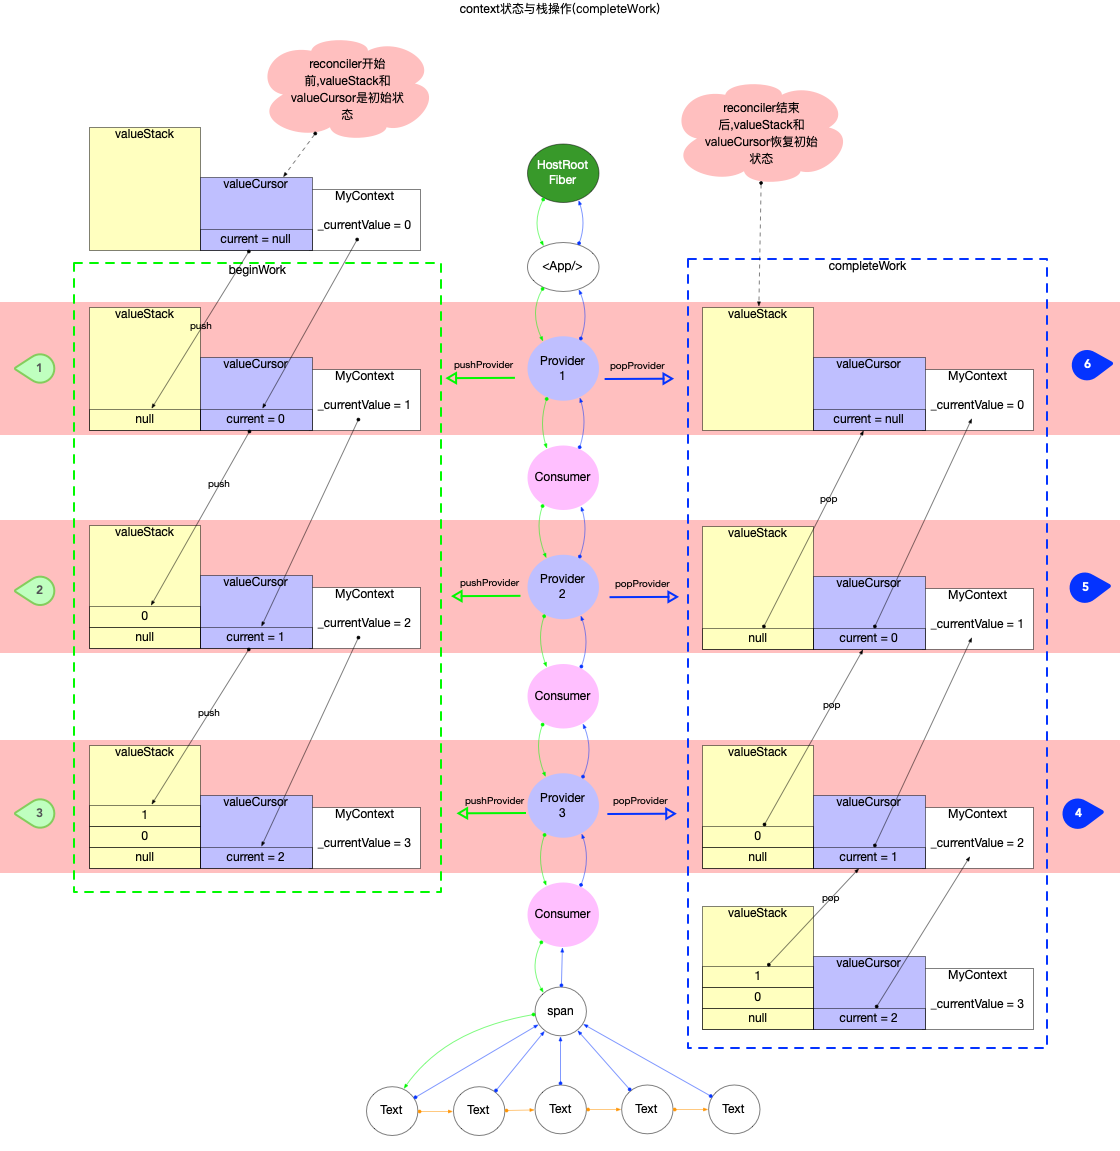 context状态与栈操作(completeWork)
reconciler开始
前,valueStack和
valueCursor是初始状
态
reconciler结束
后,valueStack和
valueCursor恢复初始
状态
valueStack
valueCursor
current = null
MyContext
_currentValue = 0
HostRoot
Fiber
<App/>
beginWork
completeWork
1
valueStack
null
push
valueCursor
current = 0
MyContext
_currentValue = 1
pushProvider
Provider
1
popProvider
valueStack
valueCursor
current = null
MyContext
_currentValue = 0
6
push
Consumer
pop
2
valueStack
0
null
valueCursor
current = 1
MyContext
_currentValue = 2
pushProvider
Provider
2
popProvider
valueStack
null
valueCursor
current = 0
MyContext
_currentValue = 1
5
push
Consumer
pop
3
valueStack
1
0
null
valueCursor
current = 2
MyContext
_currentValue = 3
pushProvider
Provider
3
popProvider
valueStack
0
null
valueCursor
current = 1
MyContext
_currentValue = 2
4
Consumer
pop
valueStack
1
0
null
valueCursor
current = 2
MyContext
_currentValue = 3
span
Text
Text
Text
Text
Text